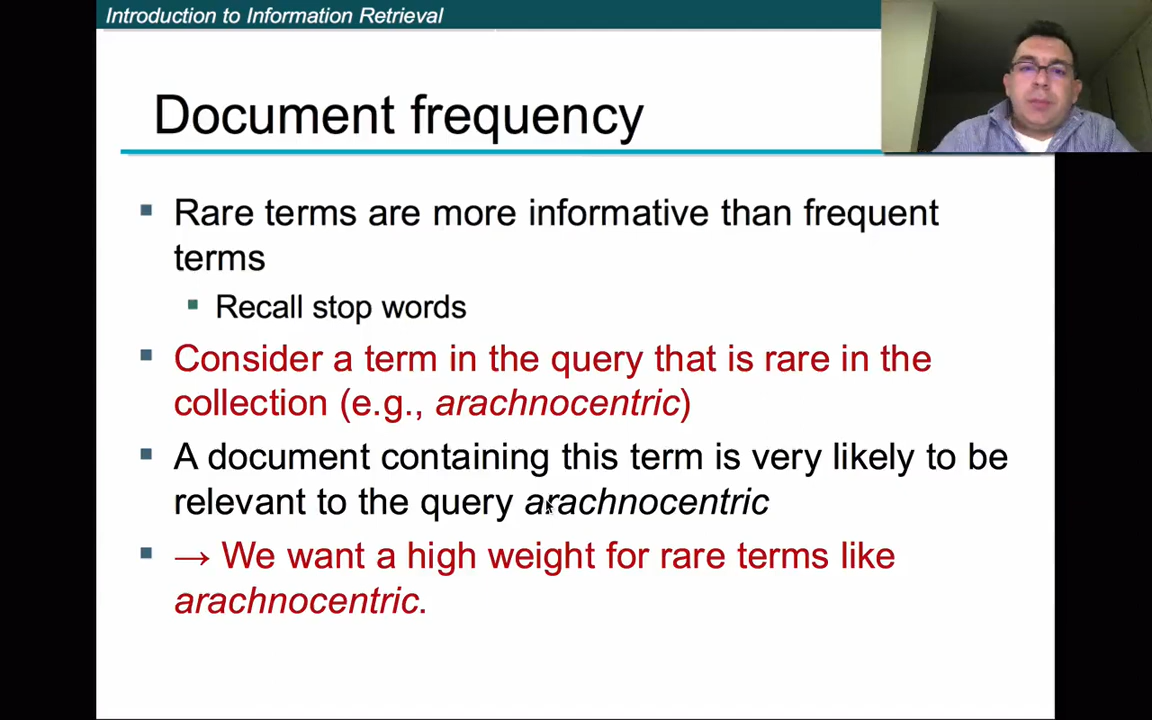 Introduction to Information Retrieval
Document frequency
▪ Rare terms are more informative than frequent
terms
▪ Recall stop words
▪ Consider a term in the query that is rare in the
collection (e.g., arachnocentric)
▪ A document containing this term is very likely to be
relevant to the query arachnocentric
▪ → We want a high weight for rare terms like
arachnocentric.